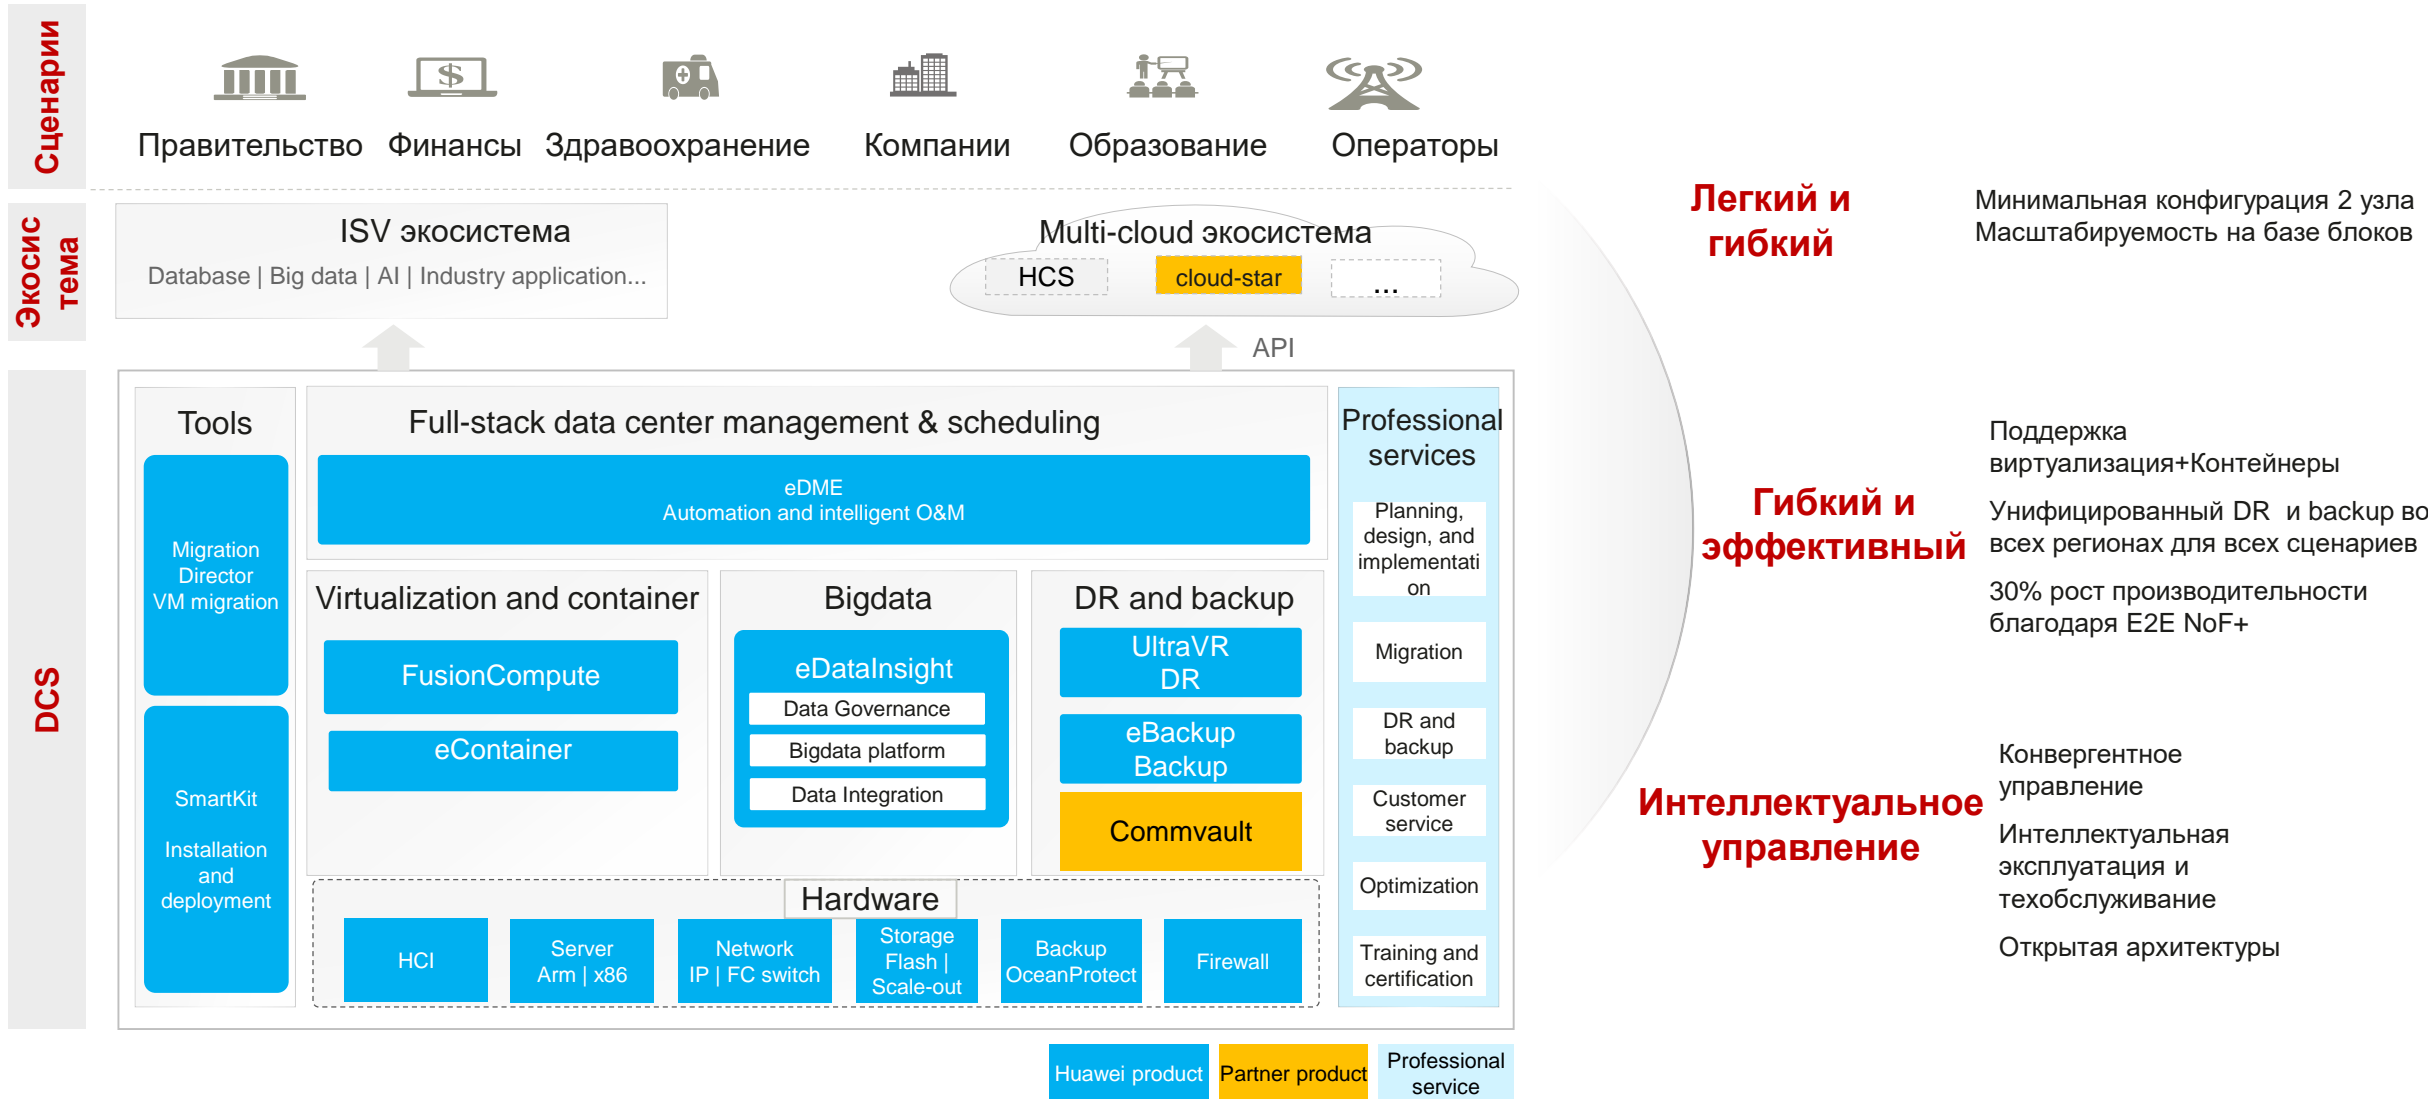 Сценарии
Правительство
Финансы
Здравоохранение
Компании
Образование
Операторы
Экосис
тема
ISV экосистема
Database | Big data | AI | Industry application...
Multi-cloud экосистема
HCS
cloud-star
...
API
DCS
Tools
Migration
Director
VM migration
SmartKit
Installation
and
deployment
Full-stack data center management & scheduling
eDME
Automation and intelligent O&M
Virtualization and container
FusionCompute
eContainer
Bigdata
eDataInsight
Data Governance
Bigdata platform
Data Integration
DR and backup
UltraVR
DR
eBackup
Backup
Commvault
Hardware
HCI
Server
Arm | x86
Network
IP | FC switch
Storage
Flash |
Scale-out
Backup
OceanProtect
Firewall
Professional
services
Planning,
design, and
implementati
on
Migration
DR and
backup
Customer
service
Optimization
Training and
certification
Huawei product
Partner product
Professional
service
Легкий и
гибкий
Минимальная конфигурация 2 узла
Масштабируемость на базе блоков
Гибкий и
эффективный
Поддержка
виртуализация+Контейнеры
Унифицированный DR и backup во
всех регионах для всех сценариев
30% рост производительности
благодаря E2E NoF+
Интеллектуальное
управление
Конвергентное
управление
Интеллектуальная
эксплуатация и
техобслуживание
Открытая архитектуры